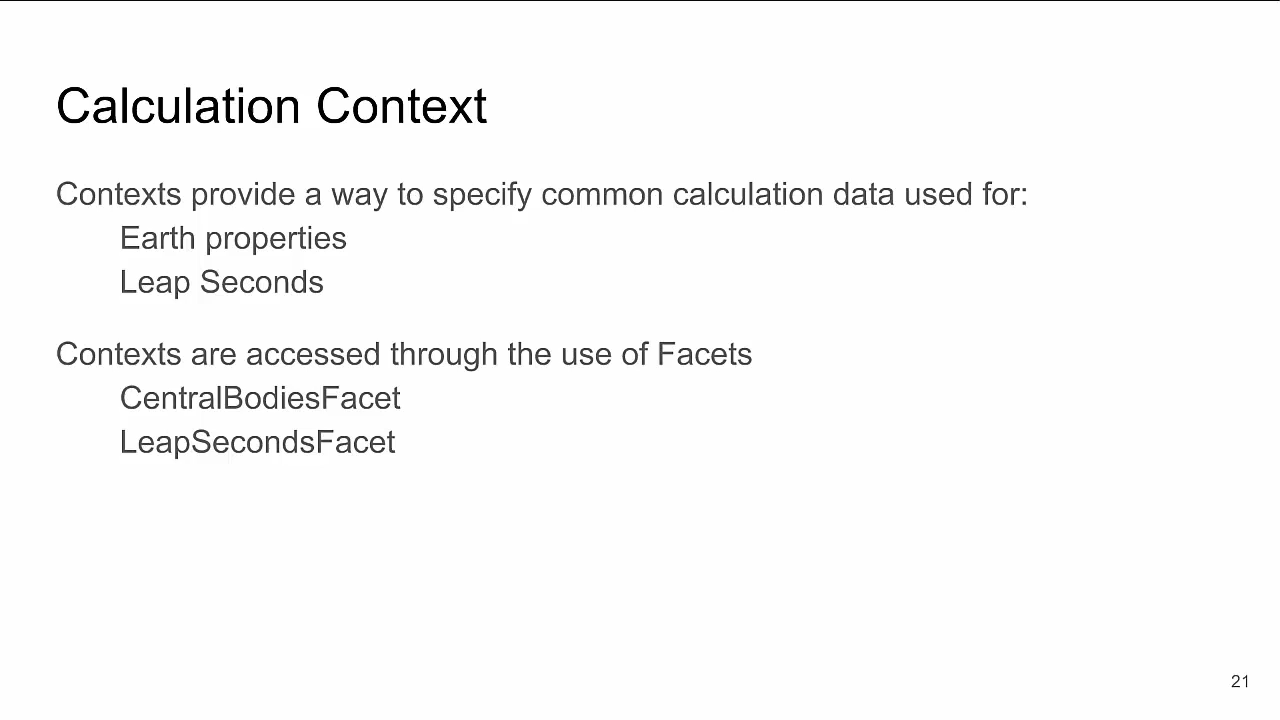 Calculation Context
Contexts provide a way to specify common calculation data used for:
Earth properties
Leap Seconds
Contexts are accessed through the use of Facets
CentralBodiesFacet
LeapSecondsFacet
21